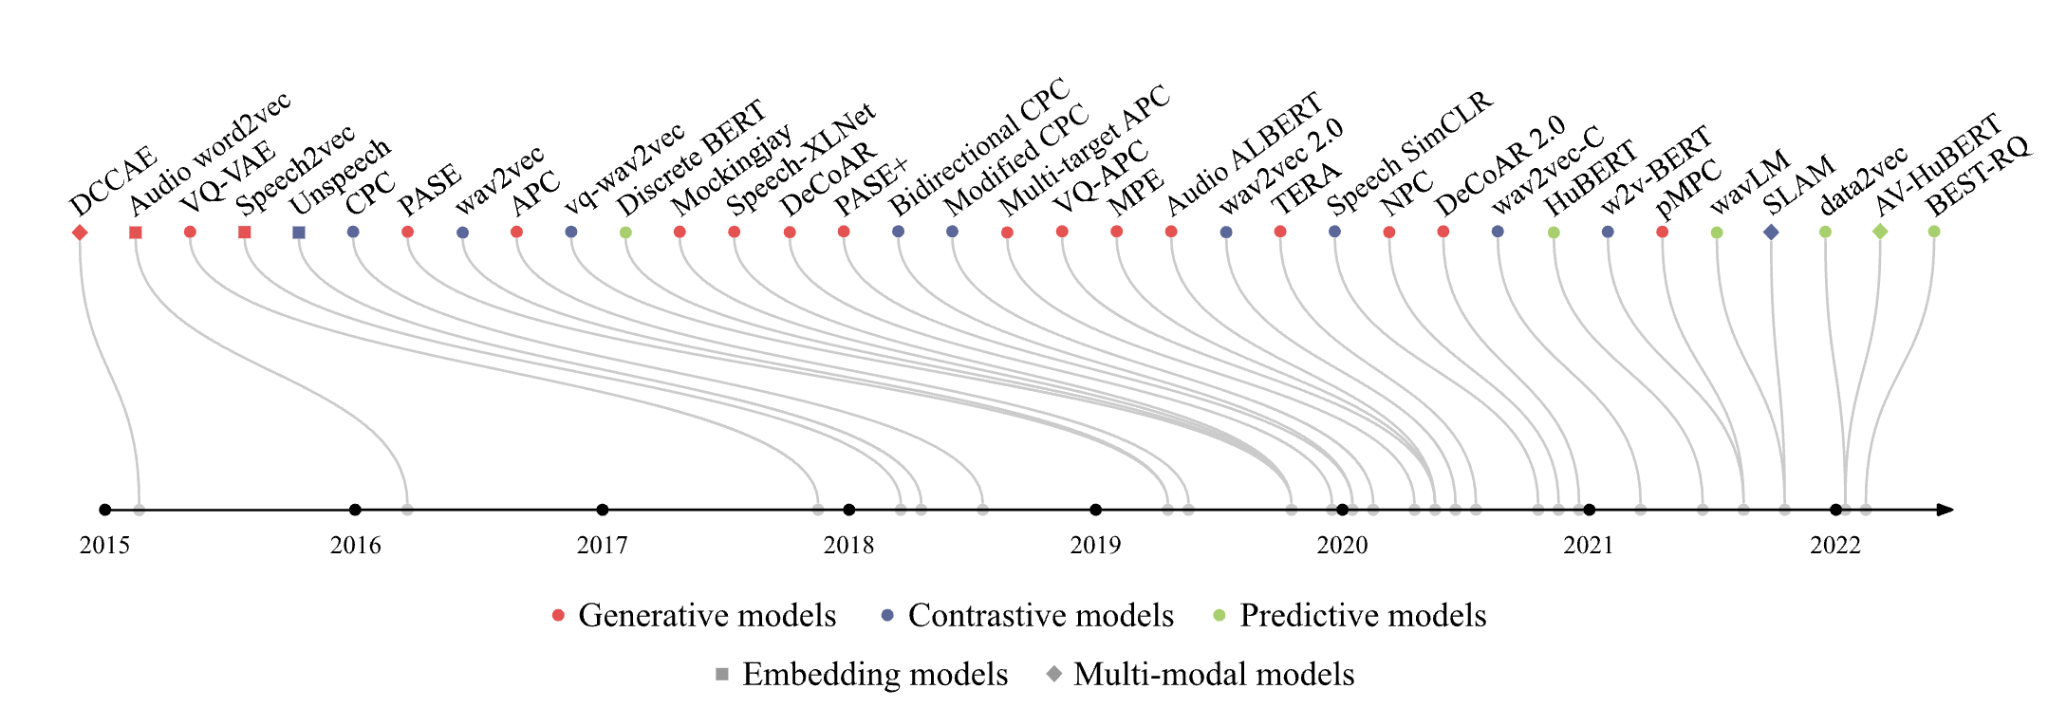 DCCAE
Audio word2vec
VQ-VAE
Speech2vec
Unspeech
CPC
PASE
wav2vec
APC
vq-wav2vec
Discrete BERT
Mockingjay
Speech-XLNet
DeCoAR
PASE+
Bidirectional CPC
Modified CPC
Multi-target APC
VQ-APC
MPE
Audio ALBERT
wav2vec 2.0
TERA
Speech SimCLR
NPC
DeCoAR 2.0
wav2vec-C
HuBERT
w2v-BERT
pMPC
wavLM
SLAM
data2vec
AV-HuBERT
BEST-RQ
2015 2016 2017 2018 2019 2020 2021 2022
Generative models Contrastive models Predictive models
Embedding models Multi-modal models